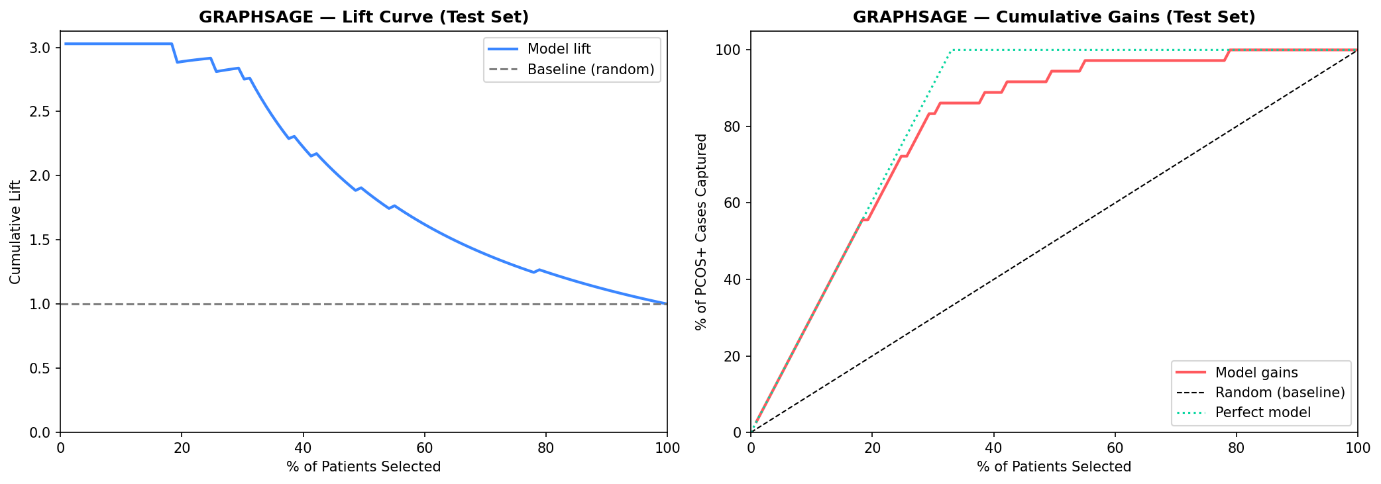 GRAPHSAGE — Lift Curve (Test Set)
3.0
2.5
2.0
1.5
1.0
0.5
0.0
Cumulative Lift
Model lift
Baseline (random)
0 20 40 60 80 100
% of Patients Selected
GRAPHSAGE — Cumulative Gains (Test Set)
100
80
60
40
20
0
% of PCOS+ Cases Captured
Model gains
Random (baseline)
Perfect model
0 20 40 60 80 100
% of Patients Selected